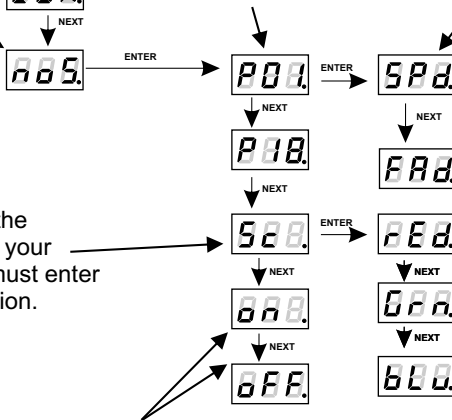 NEXT
noS.
ENTER
P01.
ENTER
SPd.
NEXT
NEXT
P18.
FAd.
NEXT
the
your
must enter
ion.
Sc .
ENTER
rEd.
NEXT
NEXT
on .
Grn.
NEXT
NEXT
oFF.
bLu.